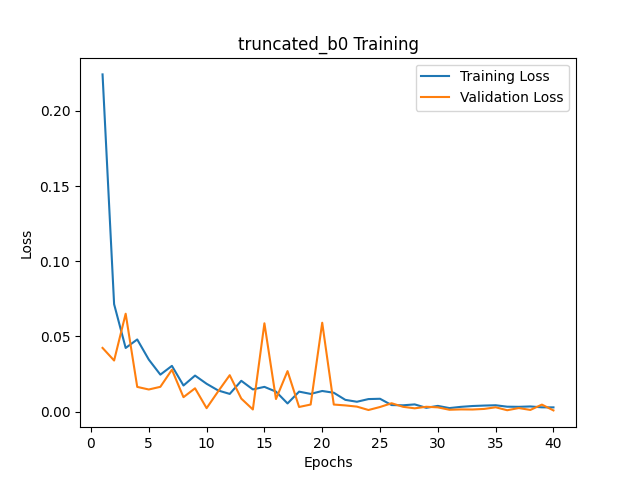 truncated_b0 Training
Training Loss
Validation Loss
0.20
0.15
0.10
0.05
0.00
Loss
0 5 10 15 20 25 30 35 40
Epochs